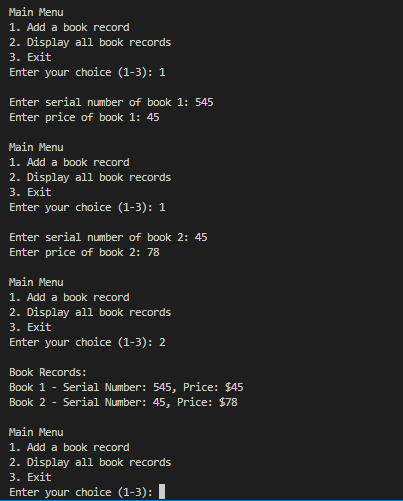 Main Menu
1. Add a book record
2. Display all book records
3. Exit
Enter your choice (1-3): 1
Enter serial number of book 1: 545
Enter price of book 1: 45
Main Menu
1. Add a book record
2. Display all book records
3. Exit
Enter your choice (1-3): 1
Enter serial number of book 2: 45
Enter price of book 2: 78
Main Menu
1. Add a book record
2. Display all book records
3. Exit
Enter your choice (1-3): 2
Book Records:
Book 1 - Serial Number: 545, Price: $45
Book 2 - Serial Number: 45, Price: $78
Main Menu
1. Add a book record
2. Display all book records
3. Exit
Enter your choice (1-3):